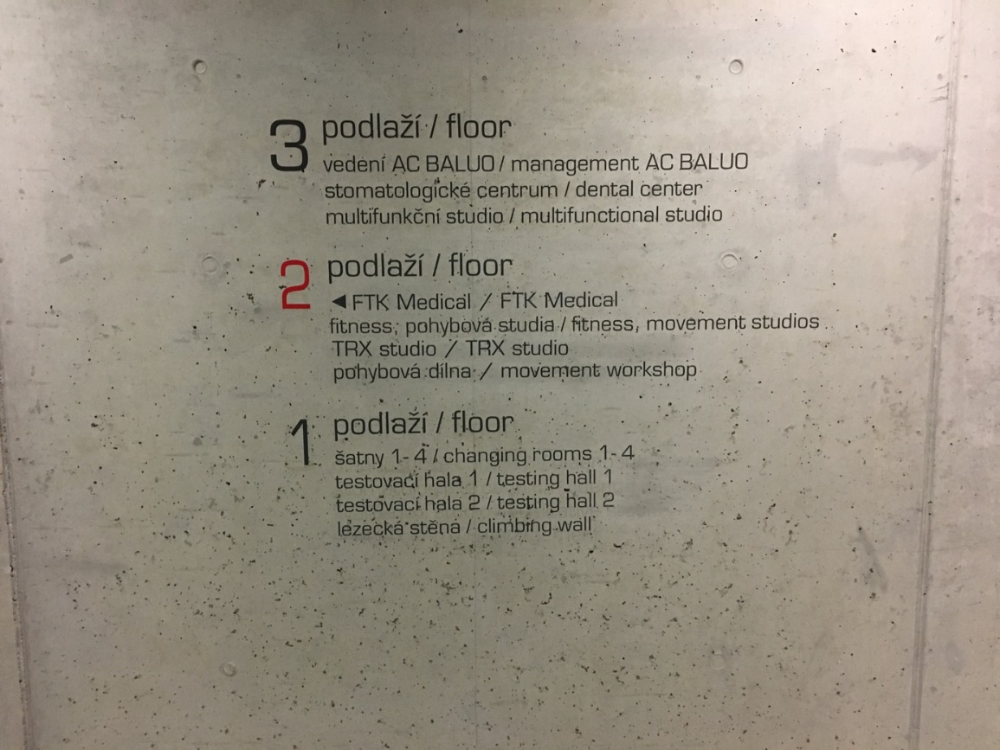 3 podlaží / floor
vedení AC BALUO / management AC BALUO
stomatologické centrum / dental center
multifunkční studio / multifunctional studio
2 podlaží / floor
◄ FTK Medical / FTK Medical
fitness, pohybová studia / fitness, movement studios
TRX studio / TRX studio
pohybová dílna / movement workshop
1 podlaží / floor
šatny 1-4 / changing rooms 1-4
testovací hala 1 / testing hall 1
testovací hala 2 / testing hall 2
lezecká stěna / climbing wall